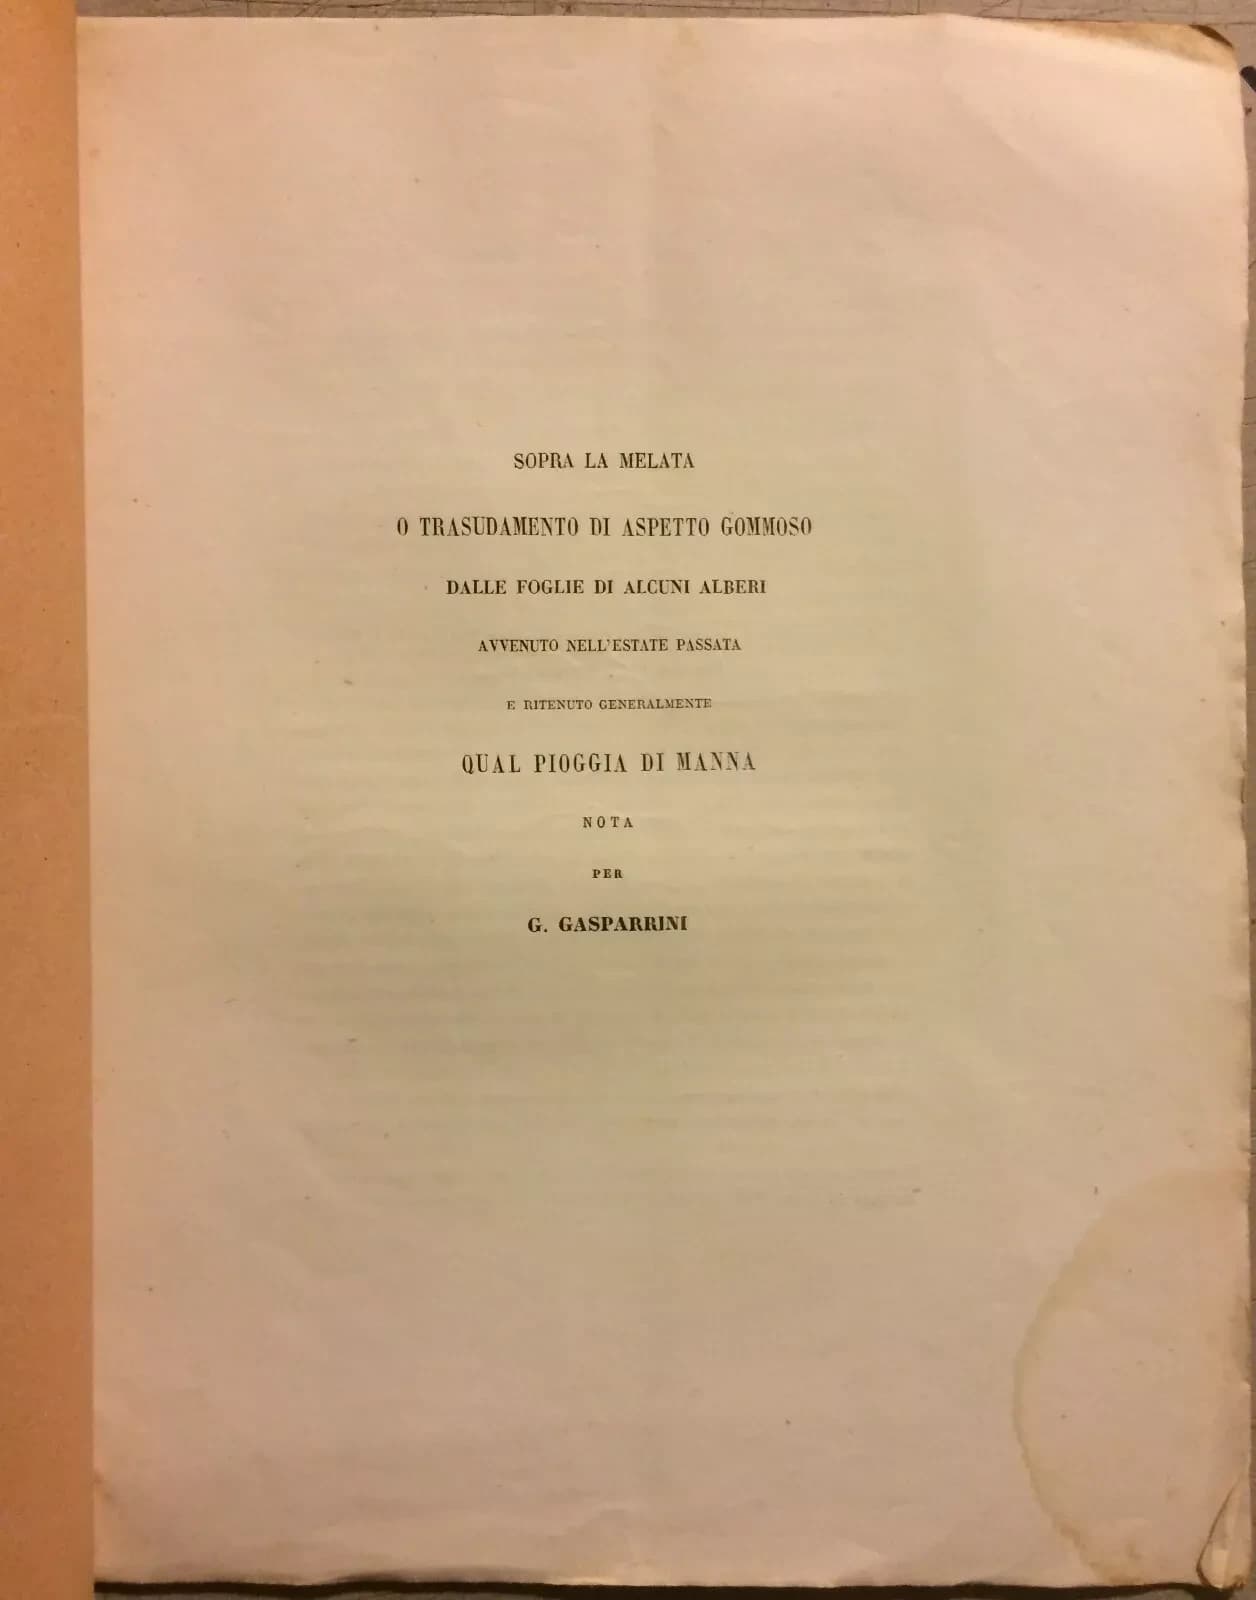 SOPRA LA MELATA
O TRASUDAMENTO DI ASPETTO GOMMOSO
DALLE FOGLIE DI ALCUNI ALBERI
AVVENUTO NELL'ESTATE PASSATA
E RITENUTO GENERALMENTE
QUAL PIOGGIA DI MANNA
NOTA
PER
G. GASPARRINI